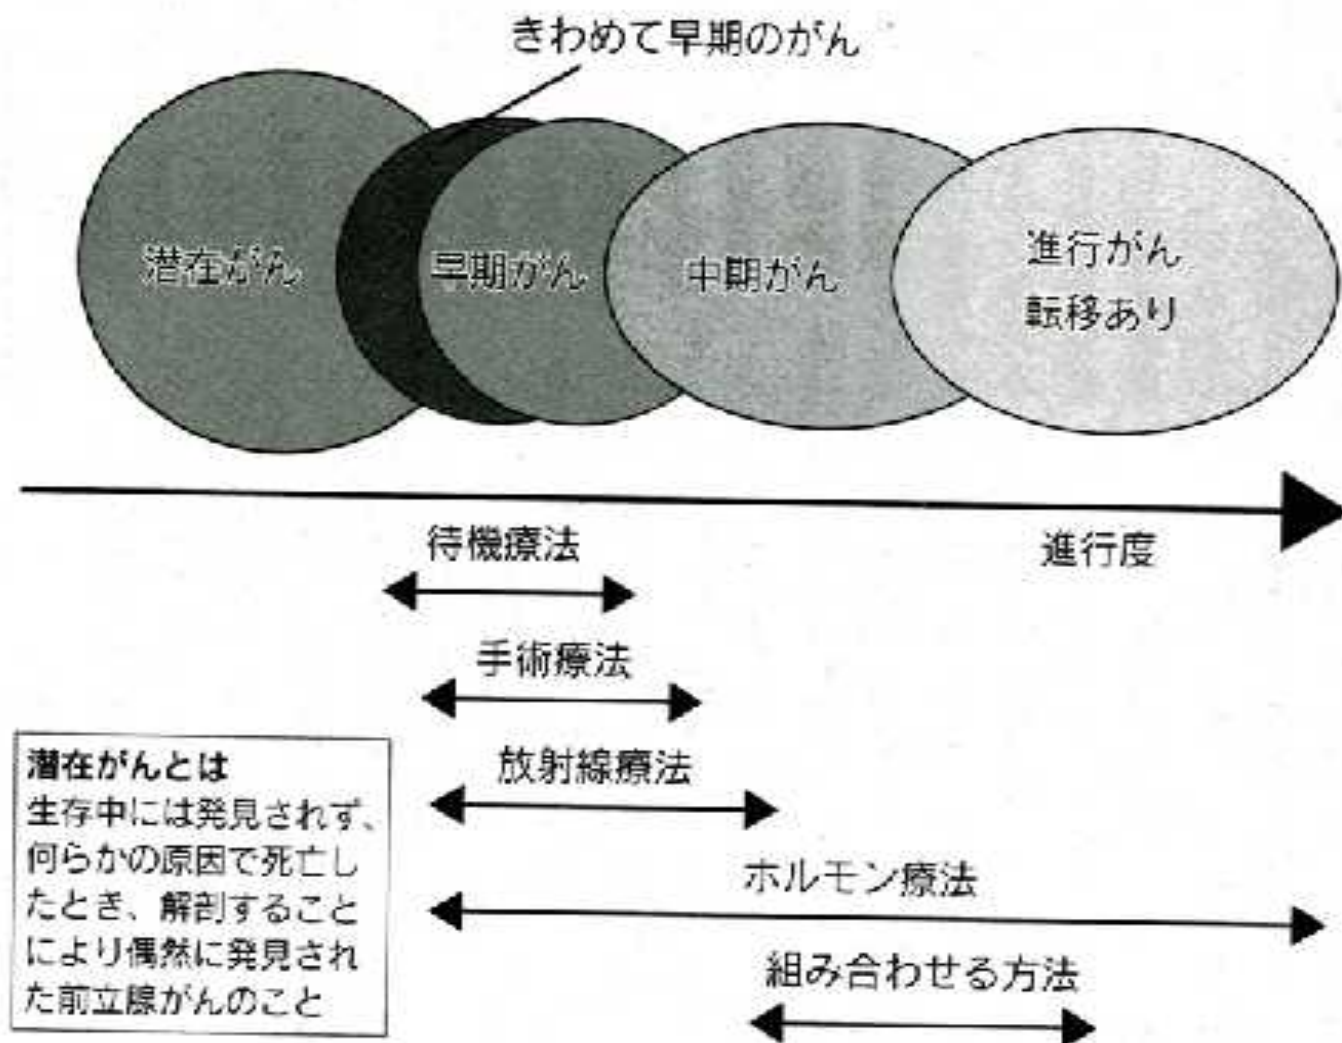 きわめて早期のがん
潜在がん
早期がん
中期がん
進行がん
転移あり
進行度
待機療法
手術療法
放射線療法
ホルモン療法
組み合わせる方法
潜在がんとは
生存中には発見されず、
何らかの原因で死亡し
たとき、解剖すること
により偶然に発見され
た前立腺がんのこと